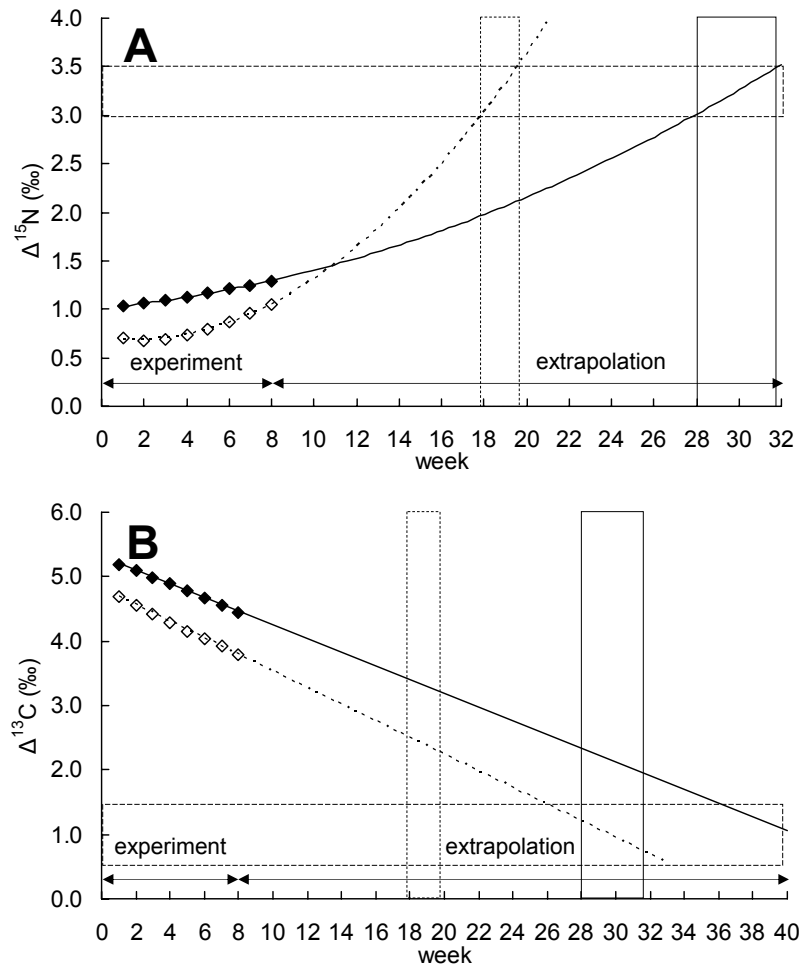 A
4.0
3.5
3.0
2.5
2.0
1.5
1.0
0.5
0.0
Δ15N (‰)
experiment
extrapolation
0 2 4 6 8 10 12 14 16 18 20 22 24 26 28 30 32
week
B
6.0
5.0
4.0
3.0
2.0
1.0
0.0
Δ13C (‰)
experiment
extrapolation
0 2 4 6 8 10 12 14 16 18 20 22 24 26 28 30 32 34 36 38 40
week